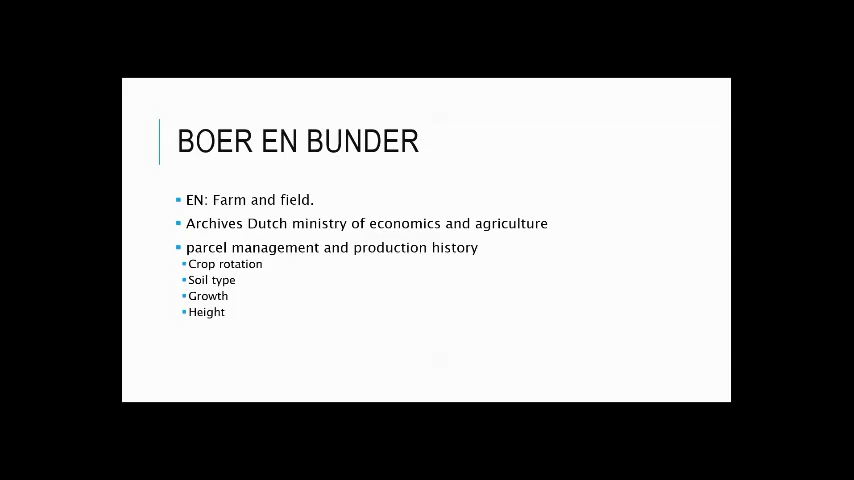 BOER EN BUNDER
EN: Farm and field.
Archives Dutch ministry of economics and agriculture
parcel management and production history
Crop rotation
Soil type
Growth
Height